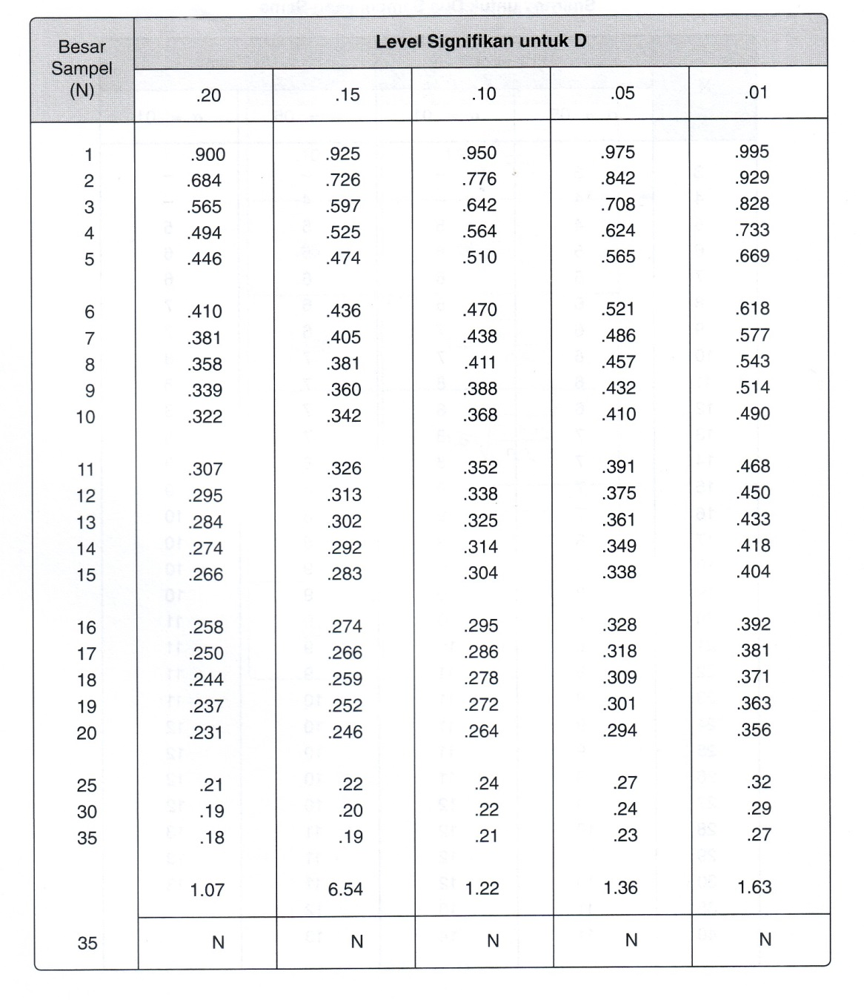 Level Signifikan untuk D
Besar
Sampel
(N)
.20 .15 .10 .05 .01
1 .900 .925 .950 .975 .995
2 .684 .726 .776 .842 .929
3 .565 .597 .642 .708 .828
4 .494 .525 .564 .624 .733
5 .446 .474 .510 .565 .669
6 .410 .436 .470 .521 .618
7 .381 .405 .438 .486 .577
8 .358 .381 .411 .457 .543
9 .339 .360 .388 .432 .514
10 .322 .342 .368 .410 .490
11 .307 .326 .352 .391 .468
12 .295 .313 .338 .375 .450
13 .284 .302 .325 .361 .433
14 .274 .292 .314 .349 .418
15 .266 .283 .304 .338 .404
16 .258 .274 .295 .328 .392
17 .250 .266 .286 .318 .381
18 .244 .259 .278 .309 .371
19 .237 .252 .272 .301 .363
20 .231 .246 .264 .294 .356
25 .21 .22 .24 .27 .32
30 .19 .20 .22 .24 .29
35 .18 .19 .21 .23 .27
1.07 6.54 1.22 1.36 1.63
35 N N N N N